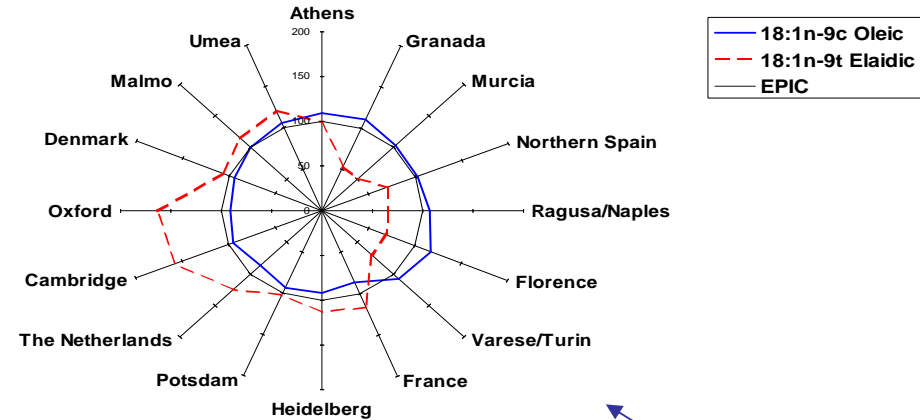 Athens
200
Umea
Granada
150
Malmo
Murcia
100
Denmark
Northern Spain
50
Oxford
0
Ragusa/Naples
Cambridge
Florence
The Netherlands
Varese/Turin
Potsdam
France
Heidelberg
18:1n-9c Oleic
18:1n-9t Elaidic
EPIC